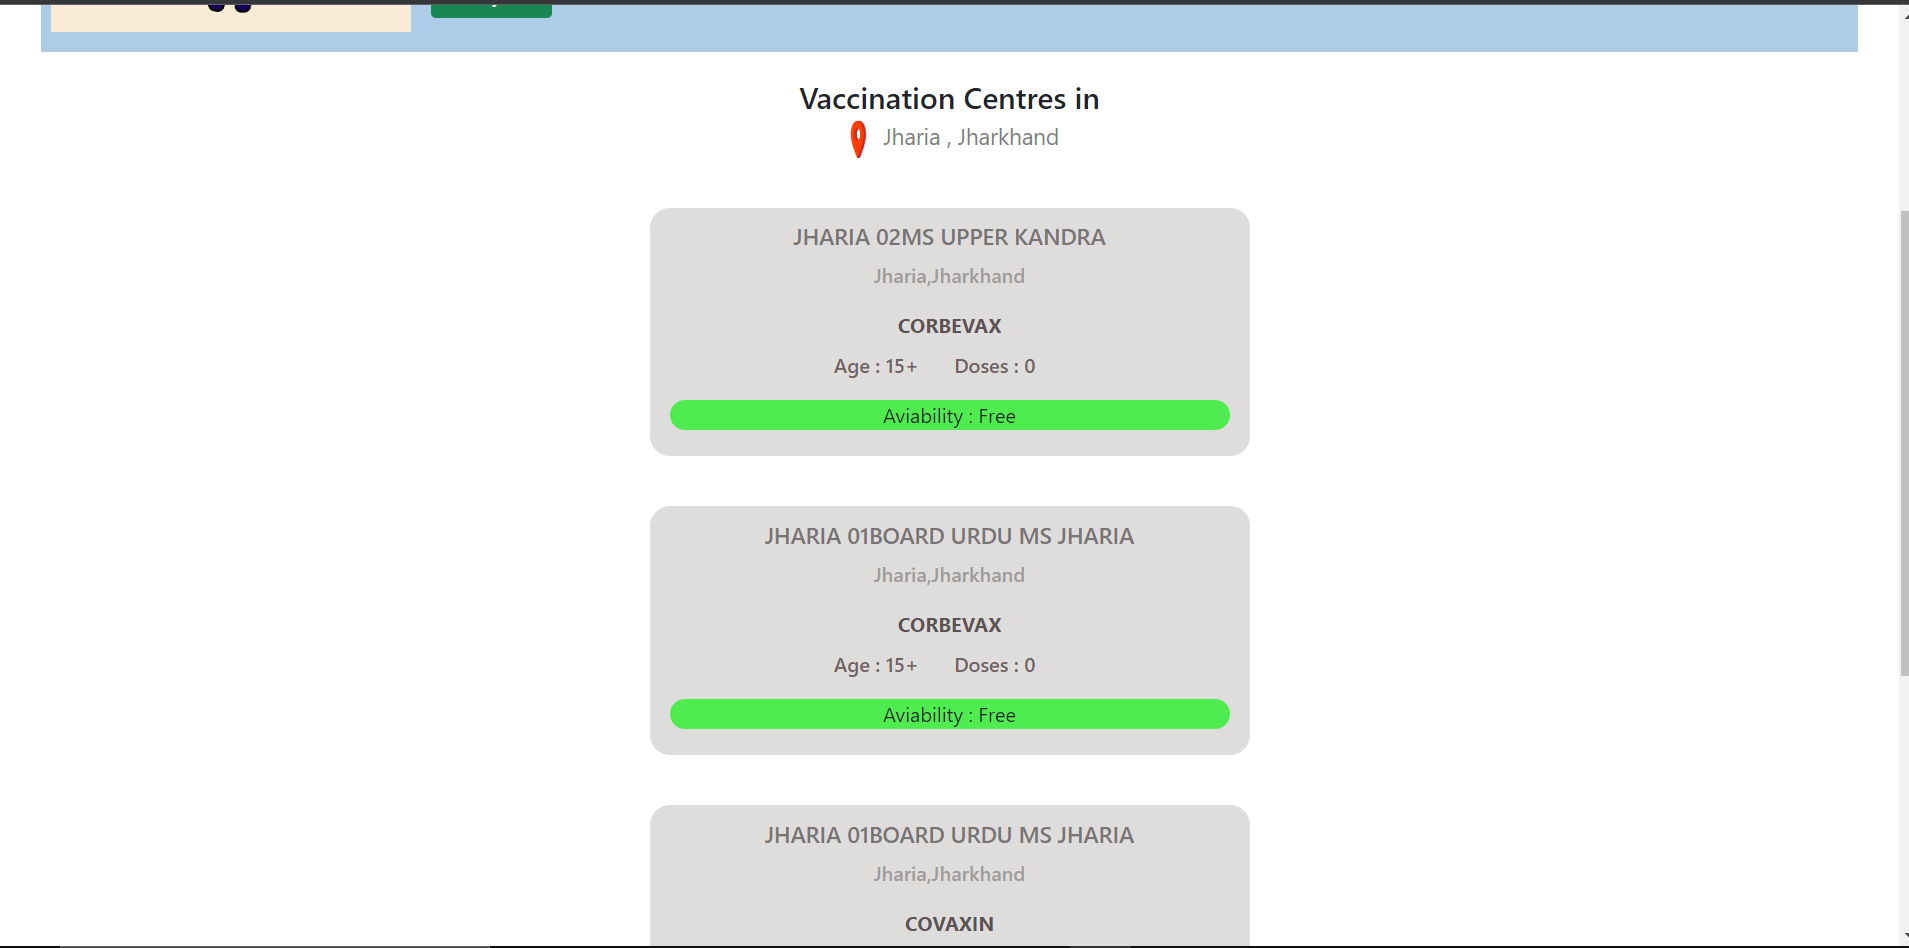 Vaccination Centres in
Jharia , Jharkhand
JHARIA 02MS UPPER KANDRA
Jharia,Jharkhand
CORBEVAX
Age : 15+ Doses : 0
Aviability : Free
JHARIA 01BOARD URDU MS JHARIA
Jharia,Jharkhand
CORBEVAX
Age : 15+ Doses : 0
Aviability : Free
JHARIA 01BOARD URDU MS JHARIA
Jharia,Jharkhand
COVAXIN